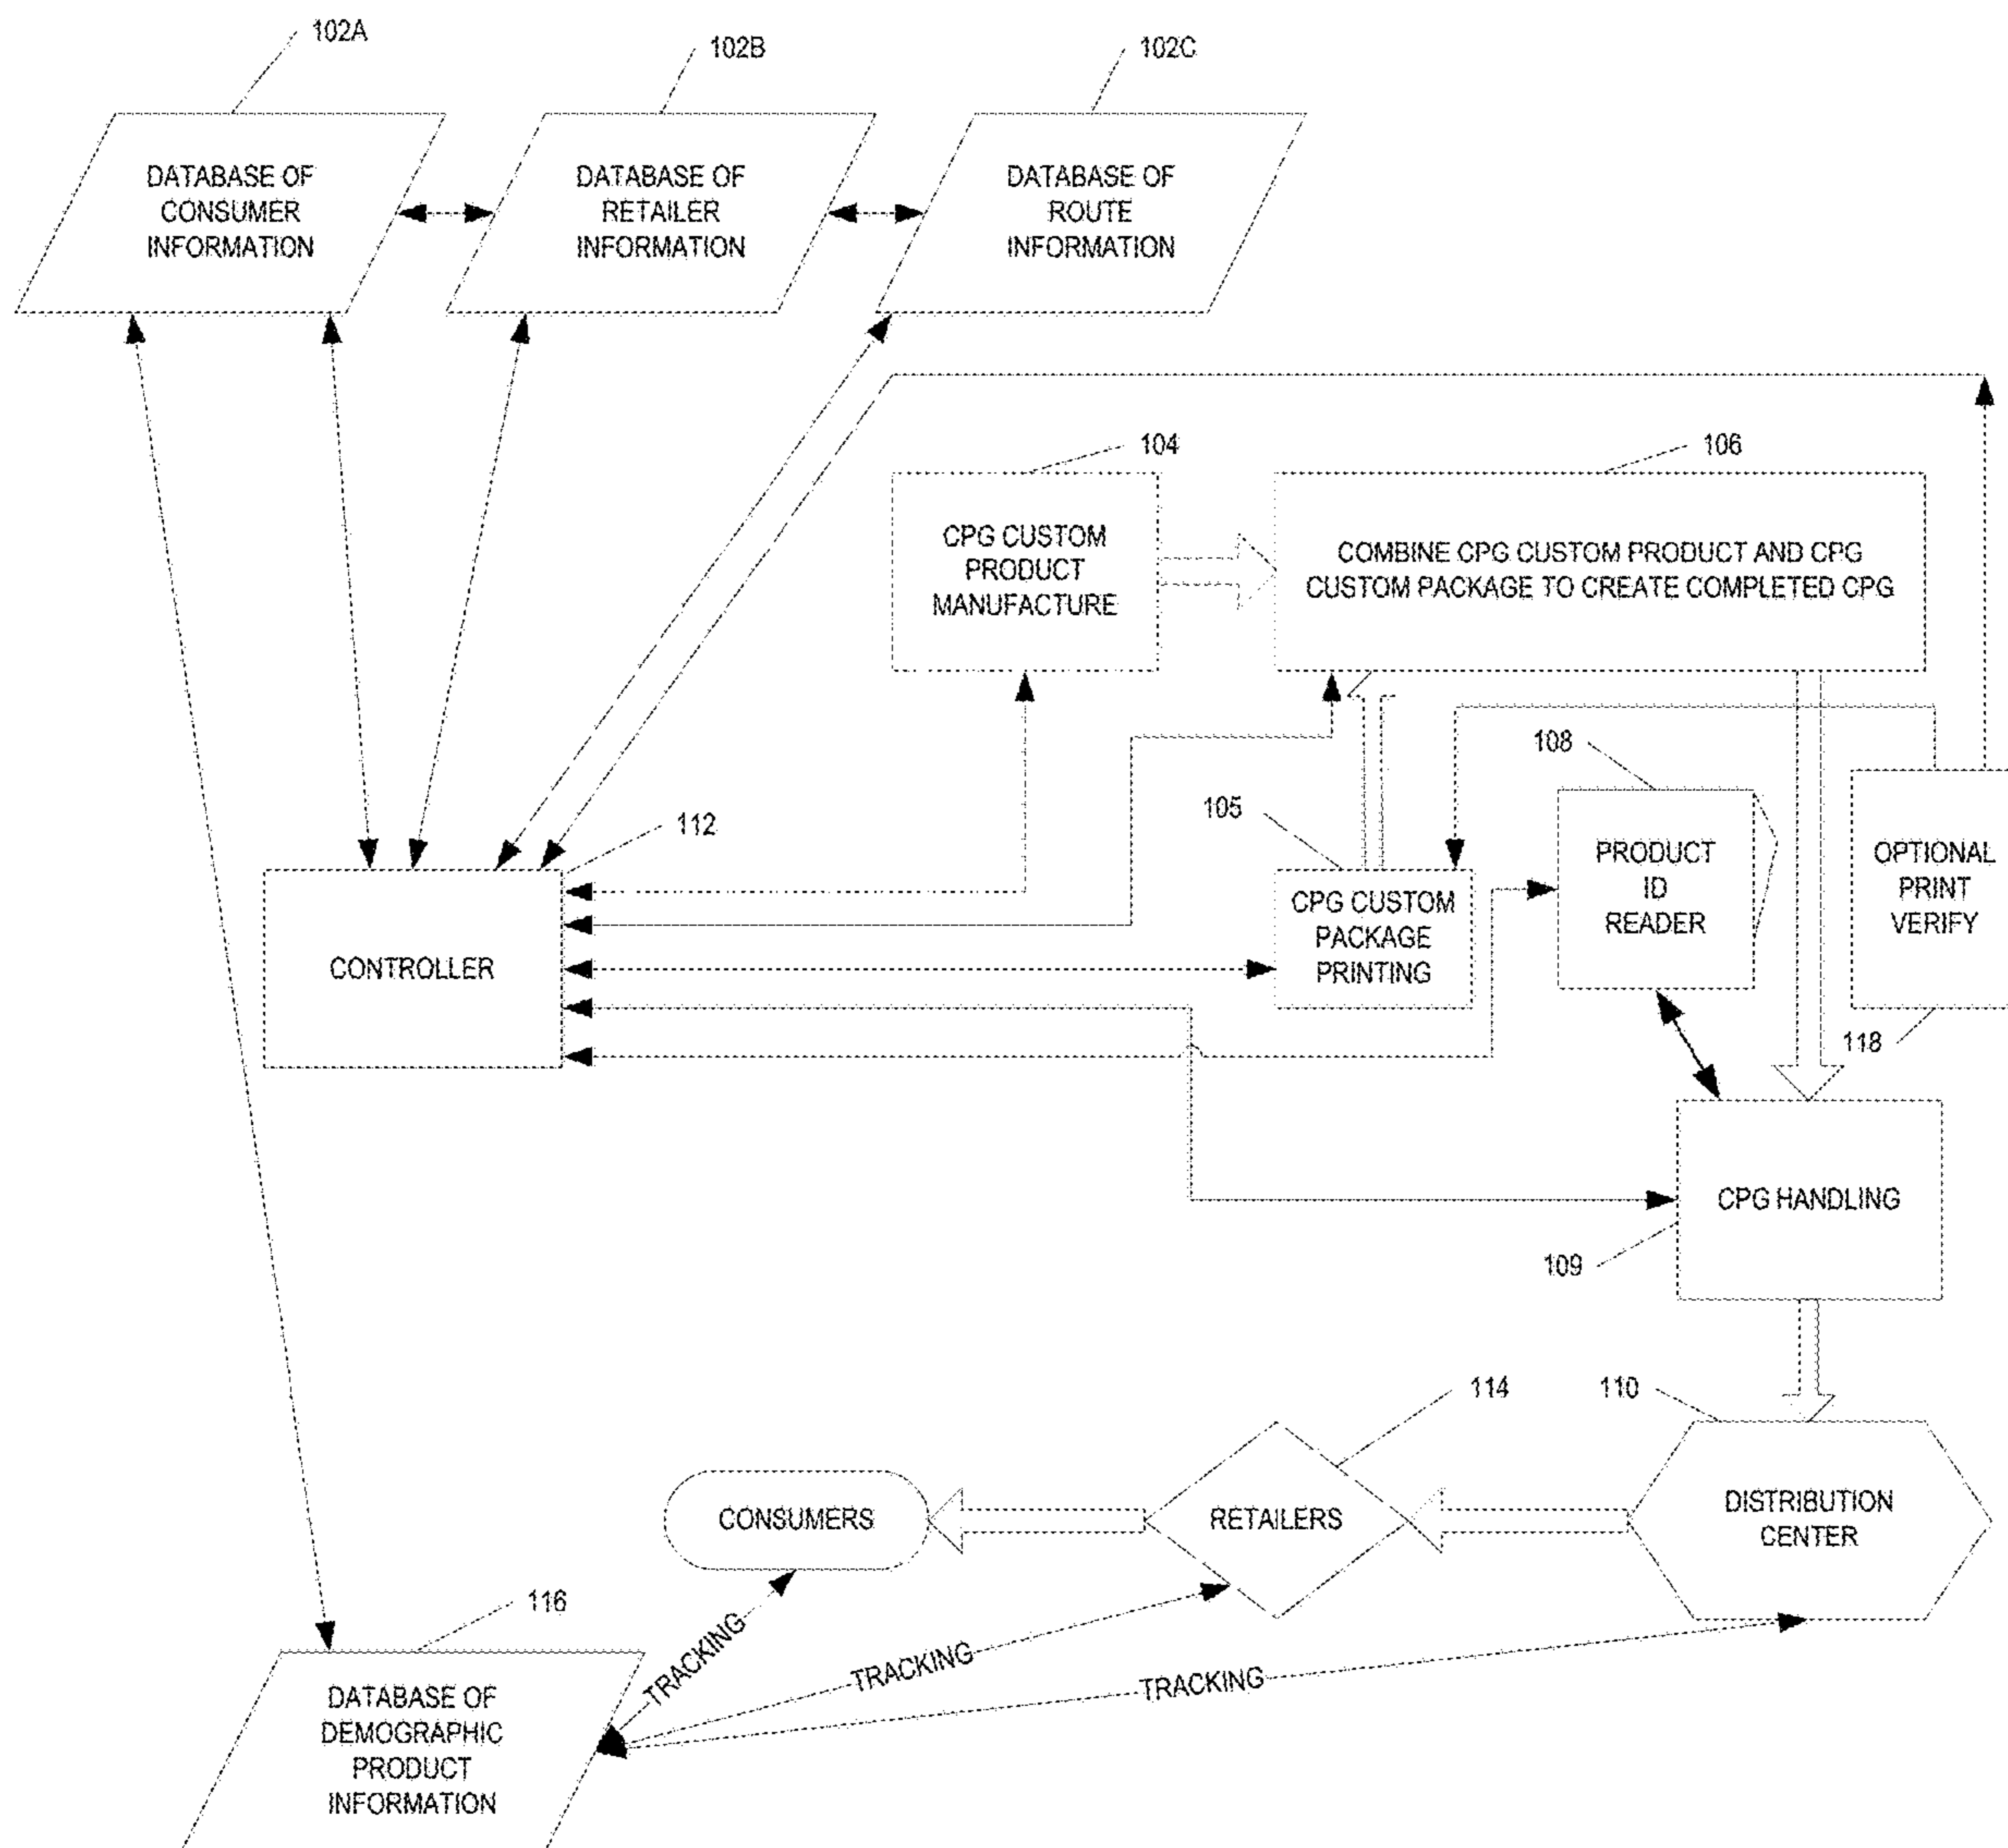 102A
102B
102C
DATABASE OF
CONSUMER
INFORMATION
DATABASE OF
RETAILER
INFORMATION
DATABASE OF
ROUTE
INFORMATION
104
106
CPG CUSTOM
PRODUCT
MANUFACTURE
COMBINE CPG CUSTOM PRODUCT AND CPG
CUSTOM PACKAGE TO CREATE COMPLETED CPG
108
105
112
PRODUCT
ID
READER
OPTIONAL
PRINT
VERIFY
CPG CUSTOM
PACKAGE
PRINTING
CONTROLLER
118
CPG HANDLING
109
114
110
CONSUMERS
RETAILERS
DISTRIBUTION
CENTER
116
TRACKING
TRACKING
TRACKING
DATABASE OF
DEMOGRAPHIC
PRODUCT
INFORMATION